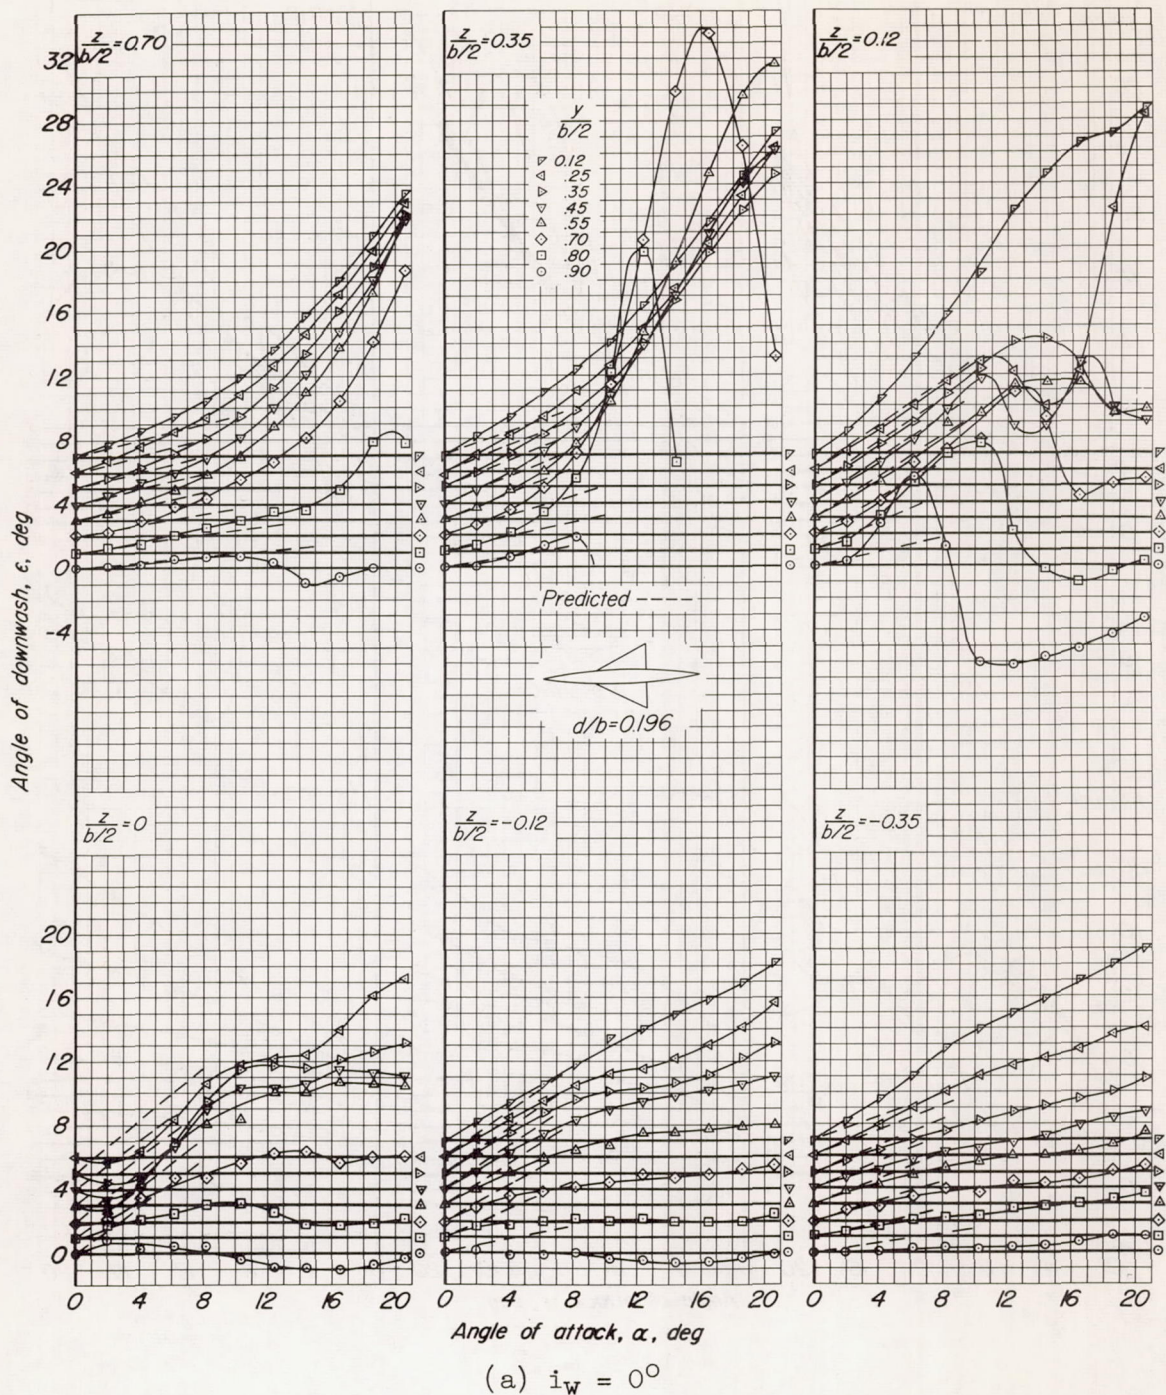 z/b/2 = 0.70
z/b/2 = 0.35
z/b/2 = 0.12
32
28
24
20
16
12
8
4
0
-4
y
b/2
0.12
.25
.35
.45
.55
.70
.80
.90
Predicted ----
d/b=0.196
Angle of downwash, ϵ, deg
z/b/2 = 0
z/b/2 = -0.12
z/b/2 = -0.35
20
16
12
8
4
0
0 4 8 12 16 20
0 4 8 12 16 20
0 4 8 12 16 20
Angle of attack, α, deg
(a) iw = 0°